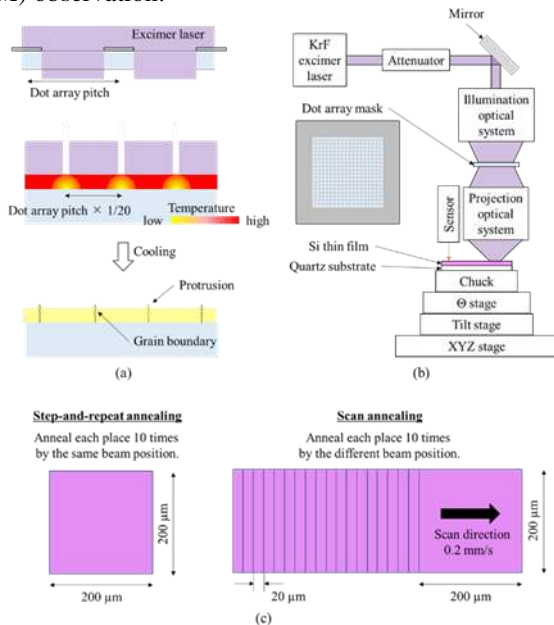 M) observation.
Excimer laser
Dot array pitch
Dot array pitch × 1/20
Temperature
low
high
Cooling
Protrusion
Grain boundary
(a)
Mirror
KrF
excimer
laser
Attenuator
Illumination
optical
system
Dot array mask
Projection
optical
system
Sensor
Si thin film
Quartz substrate
Chuck
Θ stage
Tilt stage
XYZ stage
(b)
Step-and-repeat annealing
Anneal each place 10 times
by the same beam position.
200 μm
200 μm
Scan annealing
Anneal each place 10 times
by the different beam position.
Scan direction
0.2 mm/s
200 μm
20 μm
200 μm
(c)